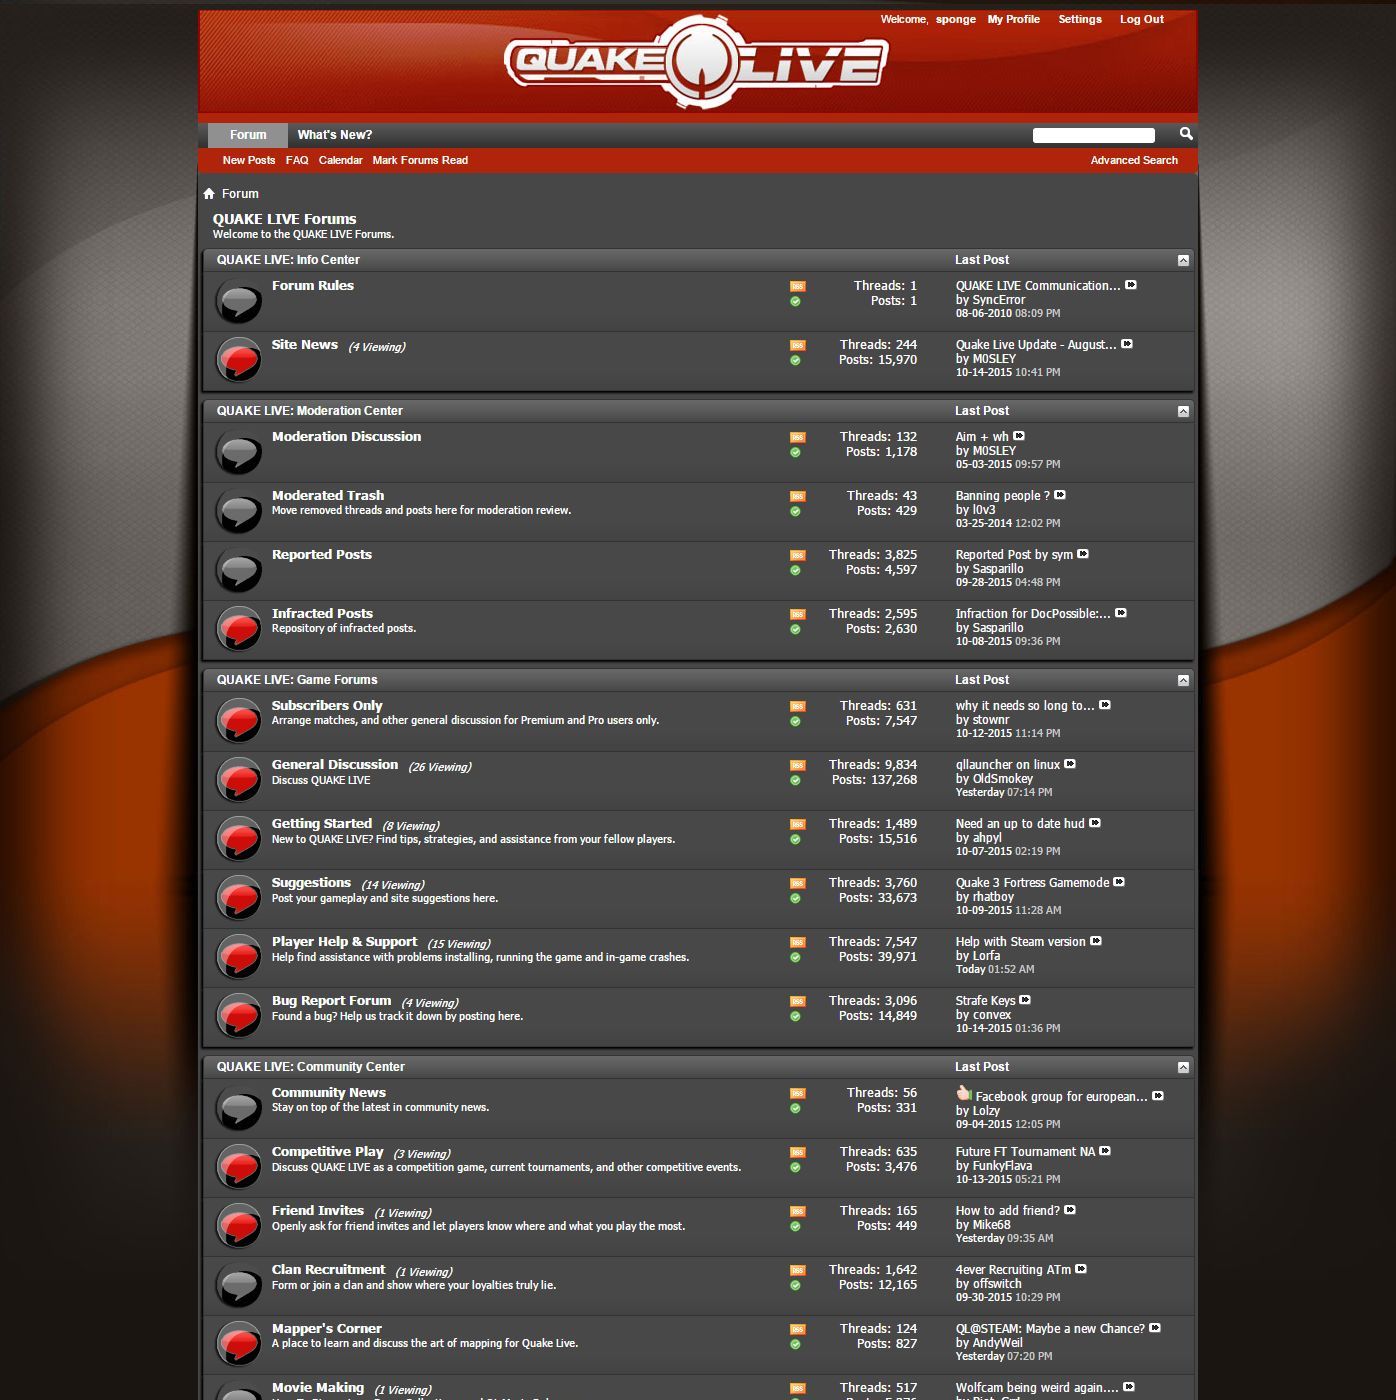 Welcome, sponge My Profile Settings Log Out
QUAKE LIVE
Forum What's New?
New Posts FAQ Calendar Mark Forums Read Advanced Search
Forum
QUAKE LIVE Forums
Welcome to the QUAKE LIVE Forums.
QUAKE LIVE: Info Center Last Post
Forum Rules RSS Threads: 1 QUAKE LIVE Communication...
Posts: 1 by SyncError
08-06-2010 08:09 PM
Site News (4 Viewing) RSS Threads: 244 Quake Live Update - August...
Posts: 15,970 by M0SLEY
10-14-2015 10:41 PM
QUAKE LIVE: Moderation Center Last Post
Moderation Discussion RSS Threads: 132 Aim + wh
Posts: 1,178 by M0SLEY
05-03-2015 09:57 PM
Moderated Trash RSS Threads: 43 Banning people ?
Move removed threads and posts here for moderation review. Posts: 429 by l0v3
03-25-2014 12:02 PM
Reported Posts RSS Threads: 3,825 Reported Post by sym
Posts: 4,597 by Sasparillo
09-28-2015 04:48 PM
Infracted Posts RSS Threads: 2,595 Infraction for DocPossible:...
Repository of infracted posts. Posts: 2,630 by Sasparillo
10-08-2015 09:36 PM
QUAKE LIVE: Game Forums Last Post
Subscribers Only RSS Threads: 631 why it needs so long to...
Arrange matches, and other general discussion for Premium and Pro users only. Posts: 7,547 by stownr
10-12-2015 11:14 PM
General Discussion (26 Viewing) RSS Threads: 9,834 qllauncher on linux
Discuss QUAKE LIVE Posts: 137,268 by OldSmokey
Yesterday 07:14 PM
Getting Started (8 Viewing) RSS Threads: 1,489 Need an up to date hud
New to QUAKE LIVE? Find tips, strategies, and assistance from your fellow players. Posts: 15,516 by ahpyl
10-07-2015 02:19 PM
Suggestions (14 Viewing) RSS Threads: 3,760 Quake 3 Fortress Gamemode
Post your gameplay and site suggestions here. Posts: 33,673 by rhatboy
10-09-2015 11:28 AM
Player Help & Support (15 Viewing) RSS Threads: 7,547 Help with Steam version
Help find assistance with problems installing, running the game and in-game crashes. Posts: 39,971 by Lorfa
Today 01:52 AM
Bug Report Forum (4 Viewing) RSS Threads: 3,096 Strafe Keys
Found a bug? Help us track it down by posting here. Posts: 14,849 by convex
10-14-2015 01:36 PM
QUAKE LIVE: Community Center Last Post
Community News RSS Threads: 56 Facebook group for european...
Stay on top of the latest in community news. Posts: 331 by Lolzy
09-04-2015 12:05 PM
Competitive Play (3 Viewing) RSS Threads: 635 Future FT Tournament NA
Discuss QUAKE LIVE as a competition game, current tournaments, and other competitive events. Posts: 3,476 by FunkyFlava
10-13-2015 05:21 PM
Friend Invites (1 Viewing) RSS Threads: 165 How to add friend?
Openly ask for friend invites and let players know where and what you play the most. Posts: 449 by Mike68
Yesterday 09:35 AM
Clan Recruitment (1 Viewing) RSS Threads: 1,642 4ever Recruiting ATm
Form or join a clan and show where your loyalties truly lie. Posts: 12,165 by offswitch
09-30-2015 10:29 PM
Mapper's Corner RSS Threads: 124 QL@STEAM: Maybe a new Chance?
A place to learn and discuss the art of mapping for Quake Live. Posts: 827 by AndyWeil
Yesterday 07:20 PM
Movie Making (1 Viewing) RSS Threads: 517 Wolfcam being weird again....